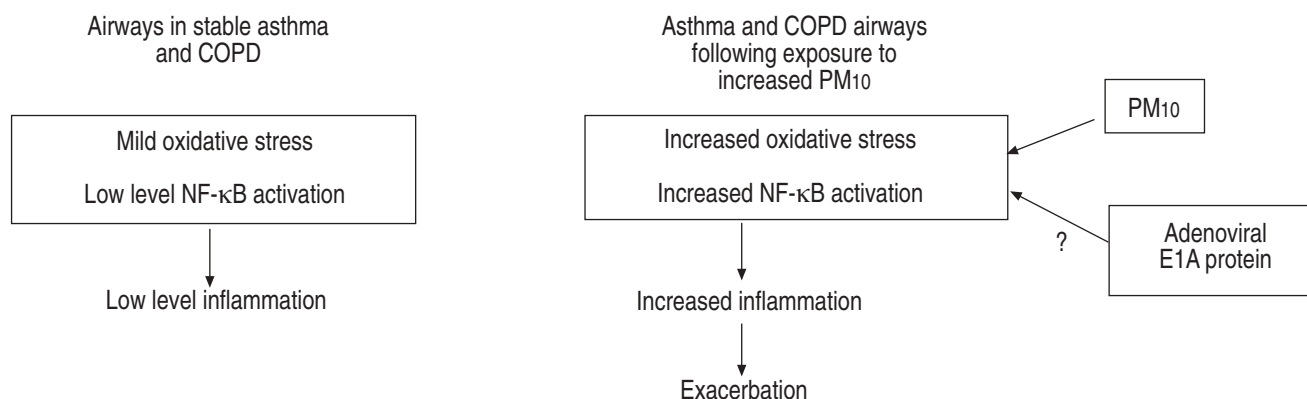 Airways in stable asthma
and COPD
Mild oxidative stress
Low level NF-κB activation
Low level inflammation
Asthma and COPD airways
following exposure to
increased PM10
Increased oxidative stress
Increased NF-κB activation
Increased inflammation
Exacerbation
PM10
?
Adenoviral
E1A protein